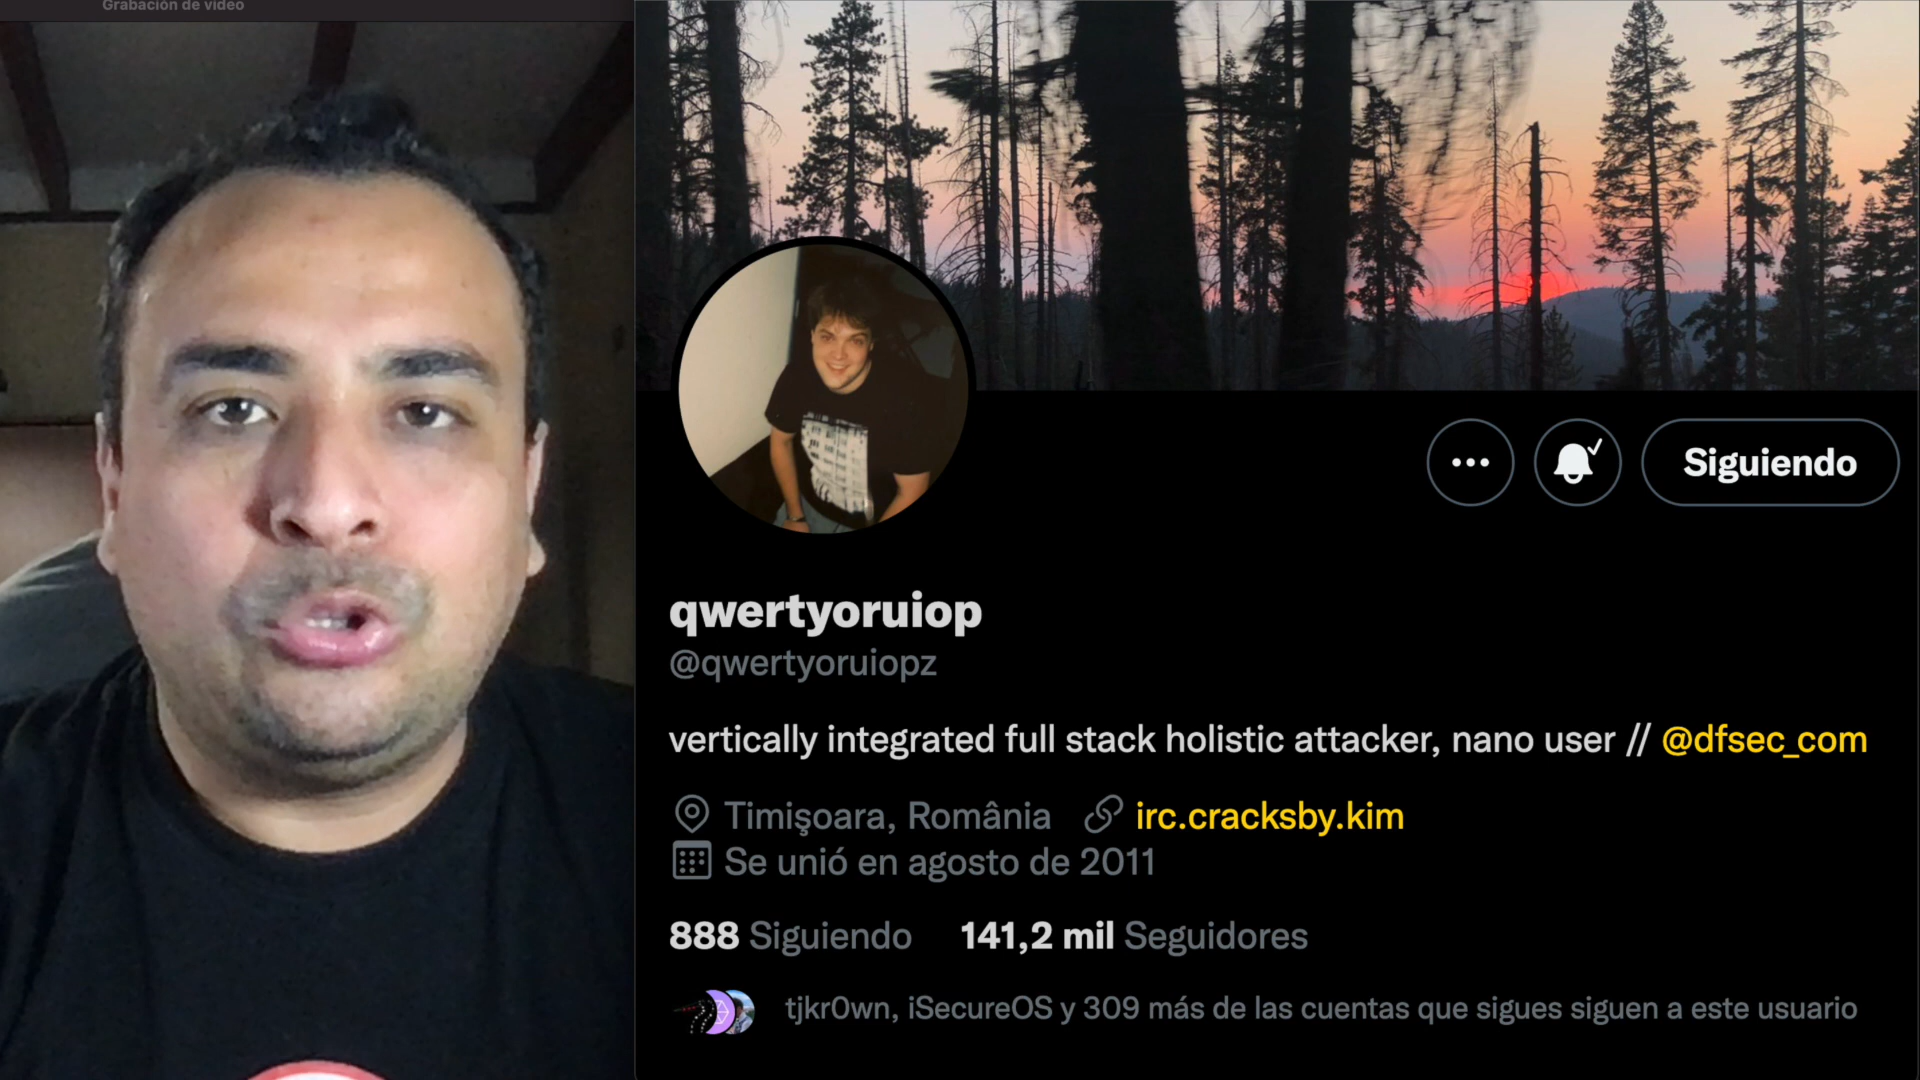 Grabación de vídeo
Siguiendo
qwertyoruiop
@qwertyoruiopz
vertically integrated full stack holistic attacker, nano user // @dfsec_com
Timişoara, România irc.cracksby.kim
Se unió en agosto de 2011
888 Siguiendo 141,2 mil Seguidores
tjkr0wn, iSecureOS y 309 más de las cuentas que sigues siguen a este usuario